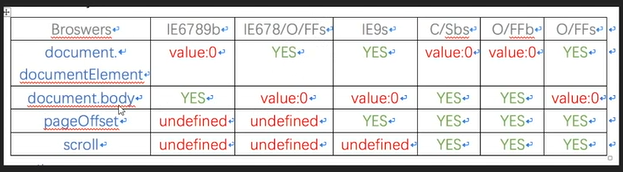 Broswers IE6789b IE678/O/FFs IE9s C/Sbs O/FFb O/FFs
document. value:0 YES YES value:0 value:0 YES
documentElement
document.body YES value:0 value:0 YES YES value:0
pageOffset undefined undefined YES YES YES YES
scroll undefined undefined undefined YES YES YES